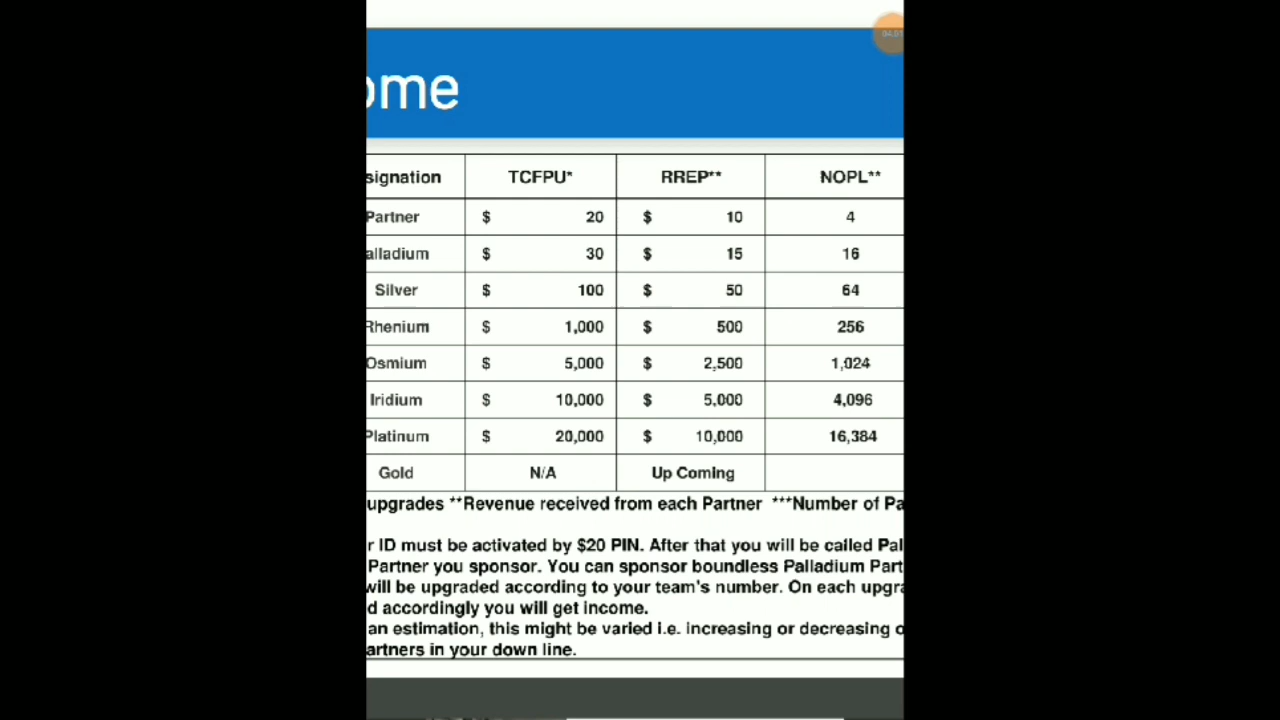 04:01
ome
signation TCFPU* RREP** NOPL**
Partner $ 20 $ 10 4
alladium $ 30 $ 15 16
Silver $ 100 $ 50 64
Rhenium $ 1,000 $ 500 256
Osmium $ 5,000 $ 2,500 1,024
Iridium $ 10,000 $ 5,000 4,096
Platinum $ 20,000 $ 10,000 16,384
Gold N/A Up Coming
upgrades **Revenue received from each Partner ***Number of Pa
r ID must be activated by $20 PIN. After that you will be called Pal
Partner you sponsor. You can sponsor boundless Palladium Part
will be upgraded according to your team's number. On each upgra
d accordingly you will get income.
an estimation, this might be varied i.e. increasing or decreasing o
artners in your down line.